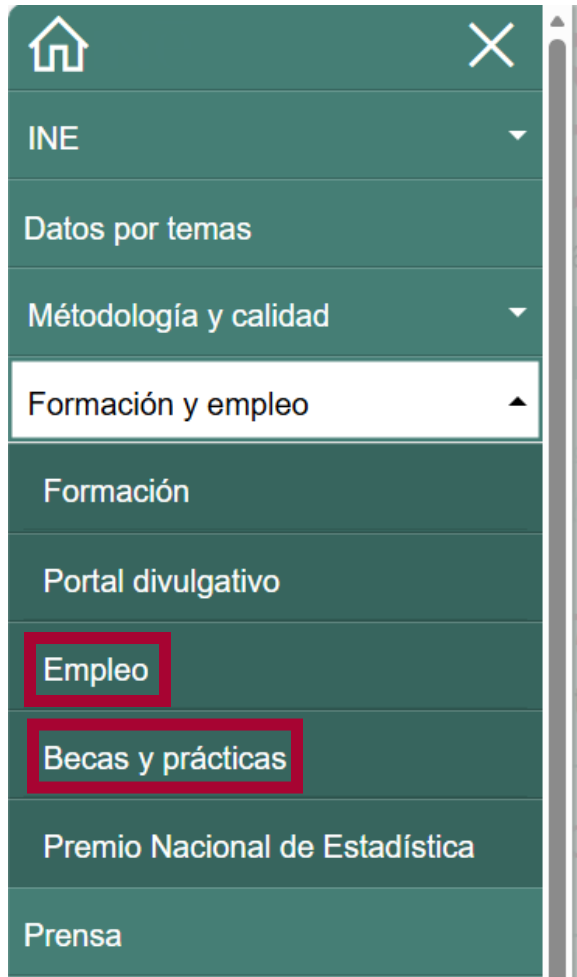 INE
Datos por temas
Métodología y calidad
Formación y empleo
Formación
Portal divulgativo
Empleo
Becas y prácticas
Premio Nacional de Estadística
Prensa